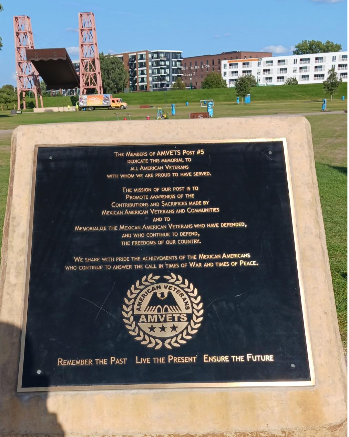 The Members of AMVETS Post #5
dedicate this memorial to
all American Veterans
with whom we are proud to have served.
The mission of our post is to
Promote awareness of the
Contributions and Sacrifices made by
Mexican American Veterans and Communities
and to
Memorialize the Mexican American Veterans who have defended,
and who continue to defend,
the freedoms of our country.
We share with pride the achievements of the Mexican Americans
who continue to answer the call in times of War and times of Peace.
AMERICAN VETERANS
AMVETS
Remember the Past Live the Present Ensure the Future